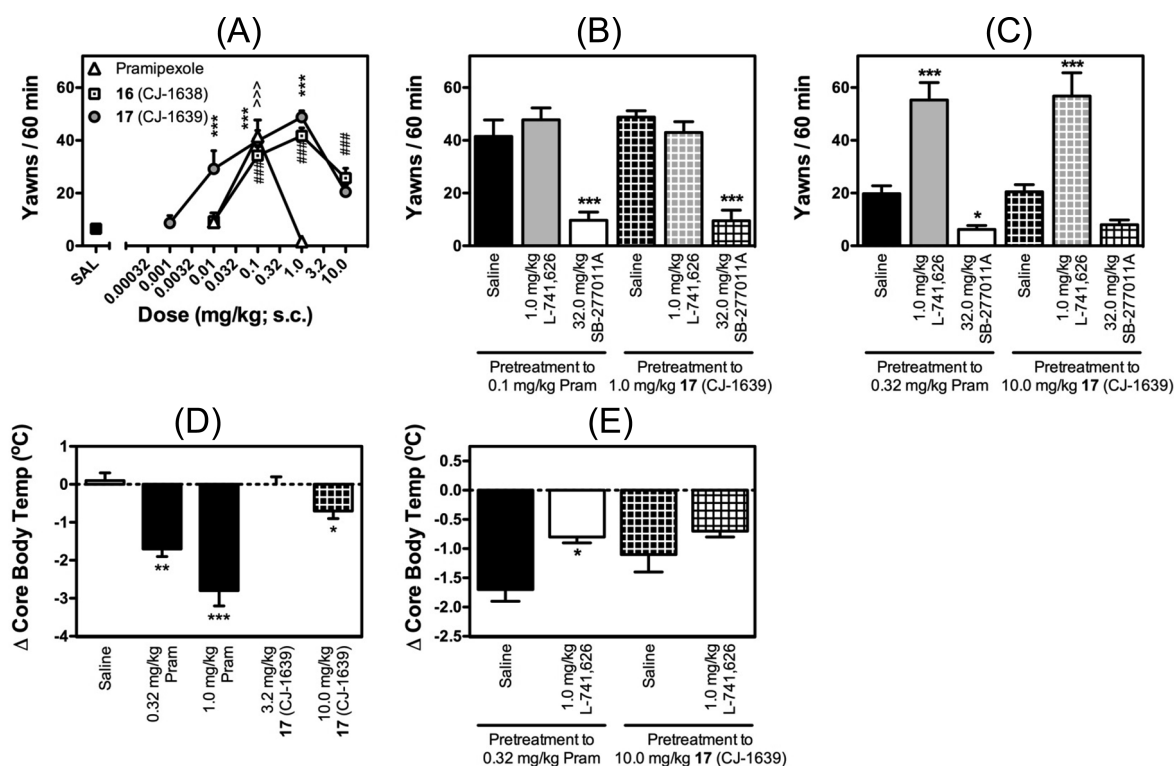 (A)
Yawns / 60 min
60
40
20
0
Pramipexole
16 (CJ-1638)
17 (CJ-1639)
***
***
>>>
***
###
###
###
SAL
0.00032
0.001
0.0032
0.01
0.032
0.1
0.32
1.0
3.2
10.0
Dose (mg/kg; s.c.)
(B)
Yawns / 60 min
60
40
20
0
***
***
Saline
1.0 mg/kg
L-741,626
32.0 mg/kg
SB-277011A
Saline
1.0 mg/kg
L-741,626
32.0 mg/kg
SB-277011A
Pretreatment to
0.1 mg/kg Pram
Pretreatment to
1.0 mg/kg 17 (CJ-1639)
(C)
Yawns / 60 min
60
40
20
0
***
*
***
Saline
1.0 mg/kg
L-741,626
32.0 mg/kg
SB-277011A
Saline
1.0 mg/kg
L-741,626
32.0 mg/kg
SB-277011A
Pretreatment to
0.32 mg/kg Pram
Pretreatment to
10.0 mg/kg 17 (CJ-1639)
(D)
Δ Core Body Temp (ºC)
1
0
-1
-2
-3
-4
**
***
*
Saline
0.32 mg/kg
Pram
1.0 mg/kg
Pram
3.2 mg/kg
17 (CJ-1639)
10.0 mg/kg
17 (CJ-1639)
(E)
Δ Core Body Temp (ºC)
0.5
0.0
-0.5
-1.0
-1.5
-2.0
-2.5
*
Saline
1.0 mg/kg
L-741,626
Saline
1.0 mg/kg
L-741,626
Pretreatment to
0.32 mg/kg Pram
Pretreatment to
10.0 mg/kg 17 (CJ-1639)